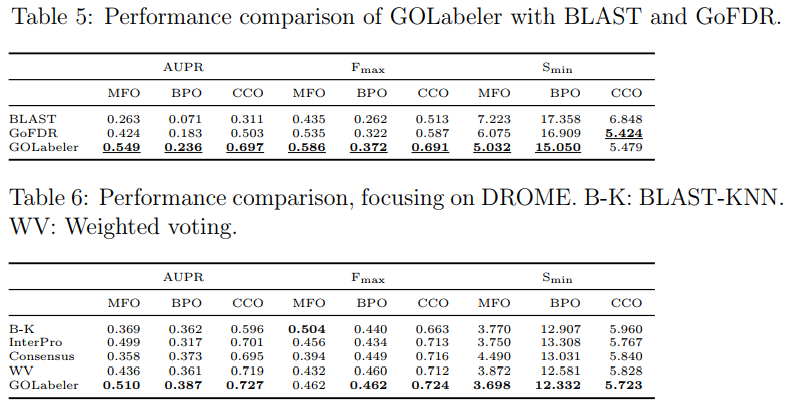 Table 5: Performance comparison of GOLabeler with BLAST and GoFDR.
AUPR Fmax Smin
MFO BPO CCO MFO BPO CCO MFO BPO CCO
BLAST 0.263 0.071 0.311 0.435 0.262 0.513 7.223 17.358 6.848
GoFDR 0.424 0.183 0.503 0.535 0.322 0.587 6.075 16.909 5.424
GOLabeler 0.549 0.236 0.697 0.586 0.372 0.691 5.032 15.050 5.479
Table 6: Performance comparison, focusing on DROME. B-K: BLAST-KNN.
WV: Weighted voting.
AUPR Fmax Smin
MFO BPO CCO MFO BPO CCO MFO BPO CCO
B-K 0.369 0.362 0.596 0.504 0.440 0.663 3.770 12.907 5.960
InterPro 0.499 0.317 0.701 0.456 0.434 0.713 3.750 13.308 5.767
Consensus 0.358 0.373 0.695 0.394 0.449 0.716 4.490 13.031 5.840
WV 0.436 0.361 0.719 0.432 0.460 0.712 3.872 12.581 5.828
GOLabeler 0.510 0.387 0.727 0.462 0.462 0.724 3.698 12.332 5.723